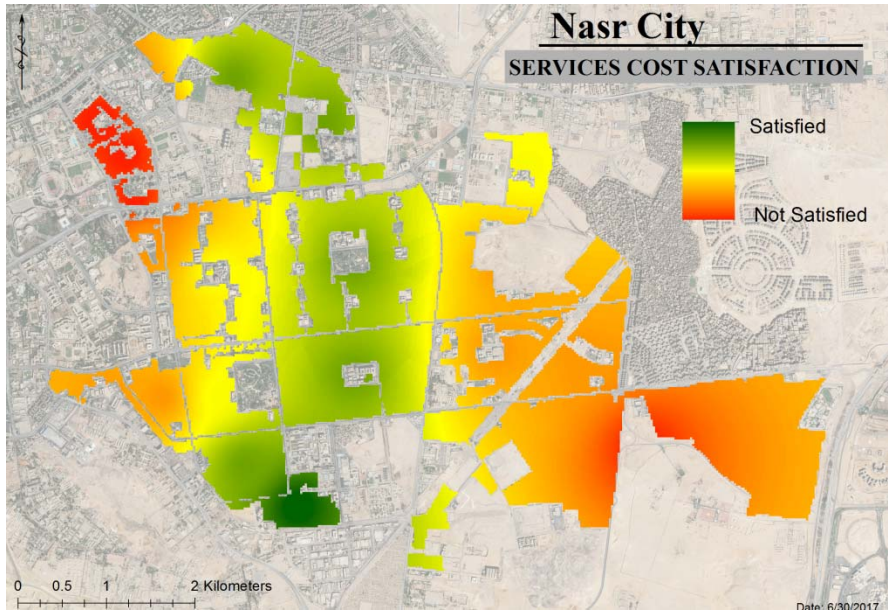 Nasr City
SERVICES COST SATISFACTION
Satisfied
Not Satisfied
0 0.5 1 2 Kilometers
Date: 6/30/2017